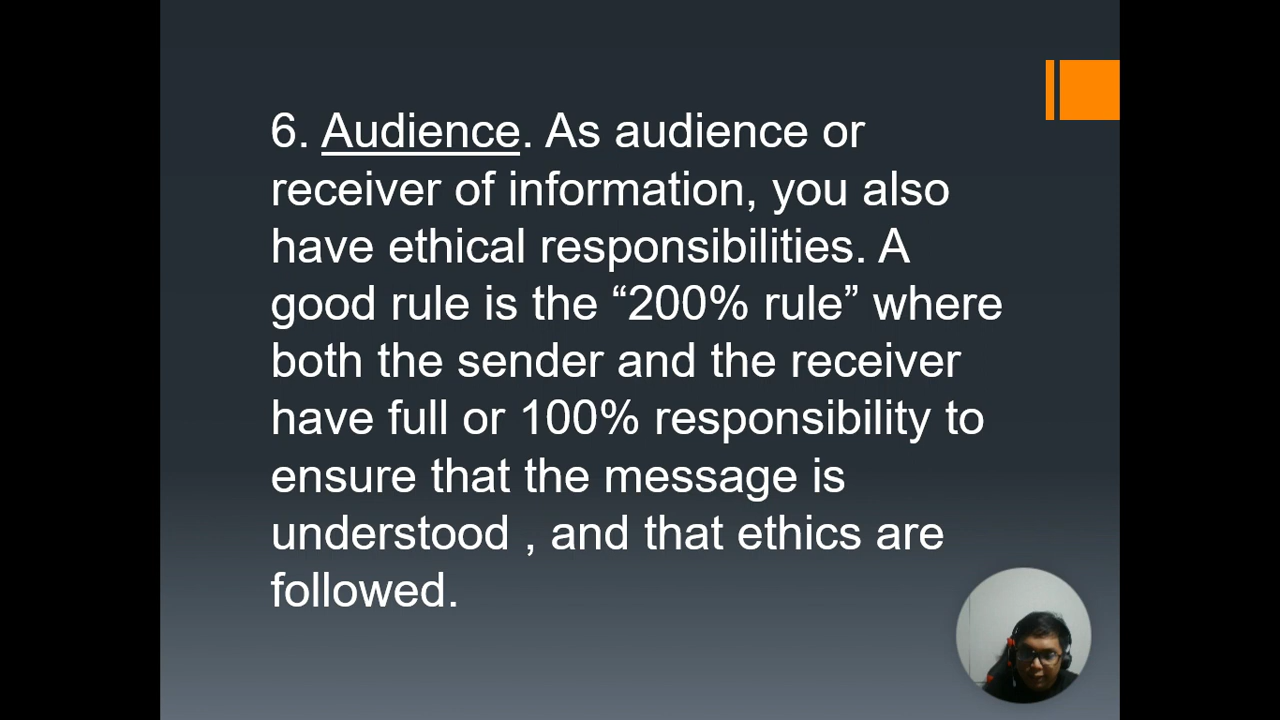 6. Audience. As audience or
receiver of information, you also
have ethical responsibilities. A
good rule is the “200% rule” where
both the sender and the receiver
have full or 100% responsibility to
ensure that the message is
understood , and that ethics are
followed.